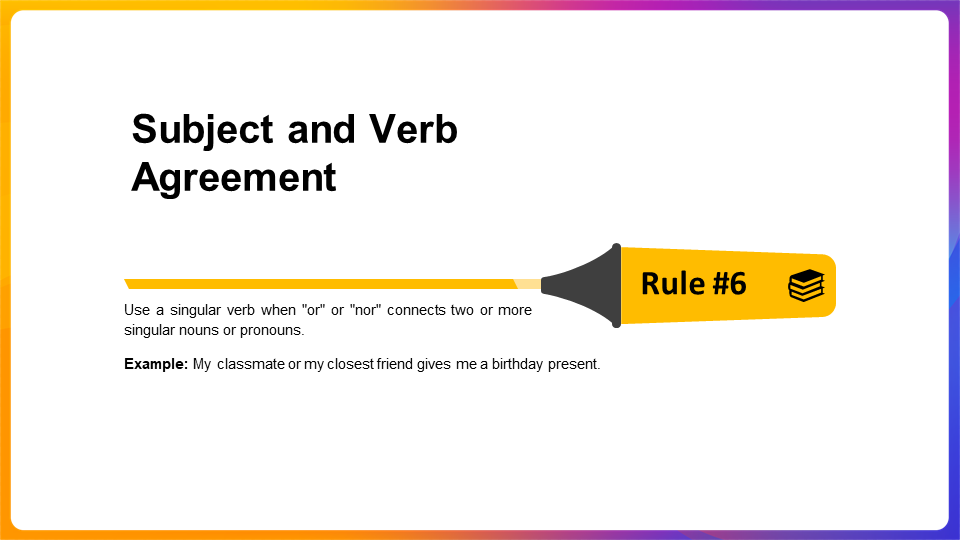 Subject and Verb
Agreement
Rule #6
Use a singular verb when "or" or "nor" connects two or more
singular nouns or pronouns.
Example: My classmate or my closest friend gives me a birthday present.